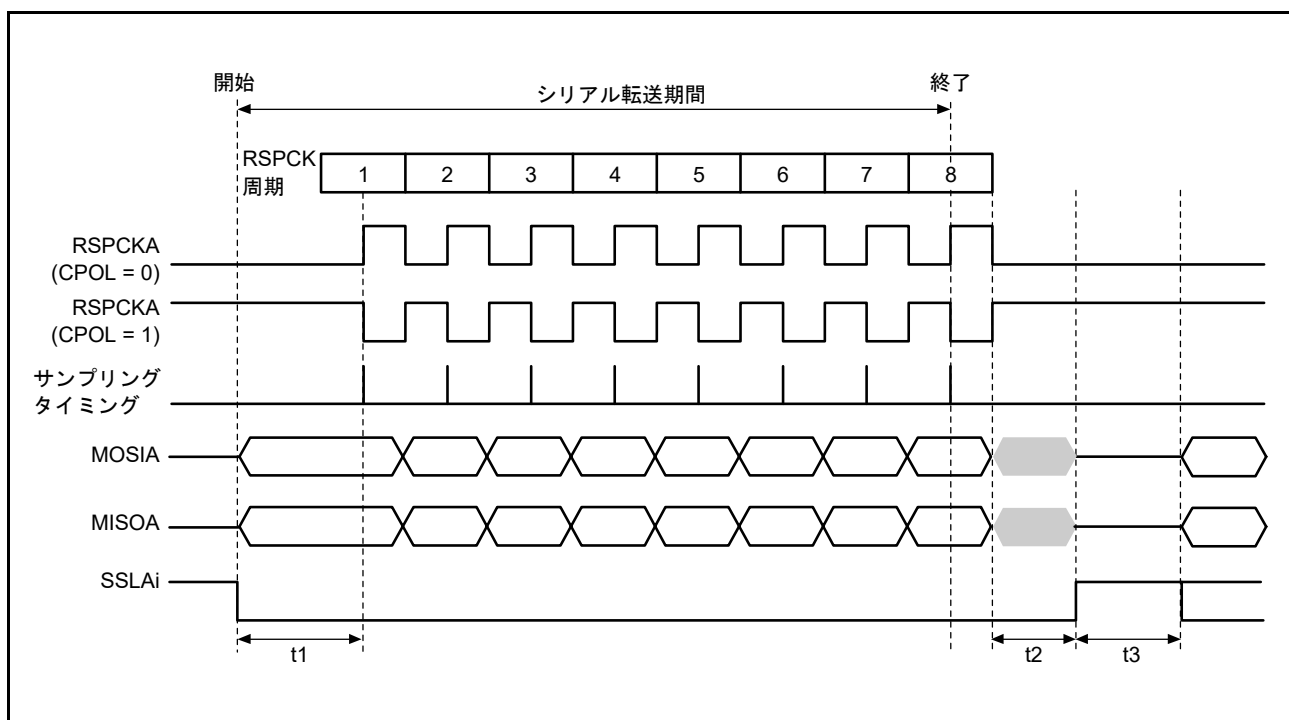 開始
終了
シリアル転送期間
RSPCK
周期
1 2 3 4 5 6 7 8
RSPCKA
(CPOL = 0)
RSPCKA
(CPOL = 1)
サンプリング
タイミング
MOSIA
MISOA
SSLAi
t1
t2
t3